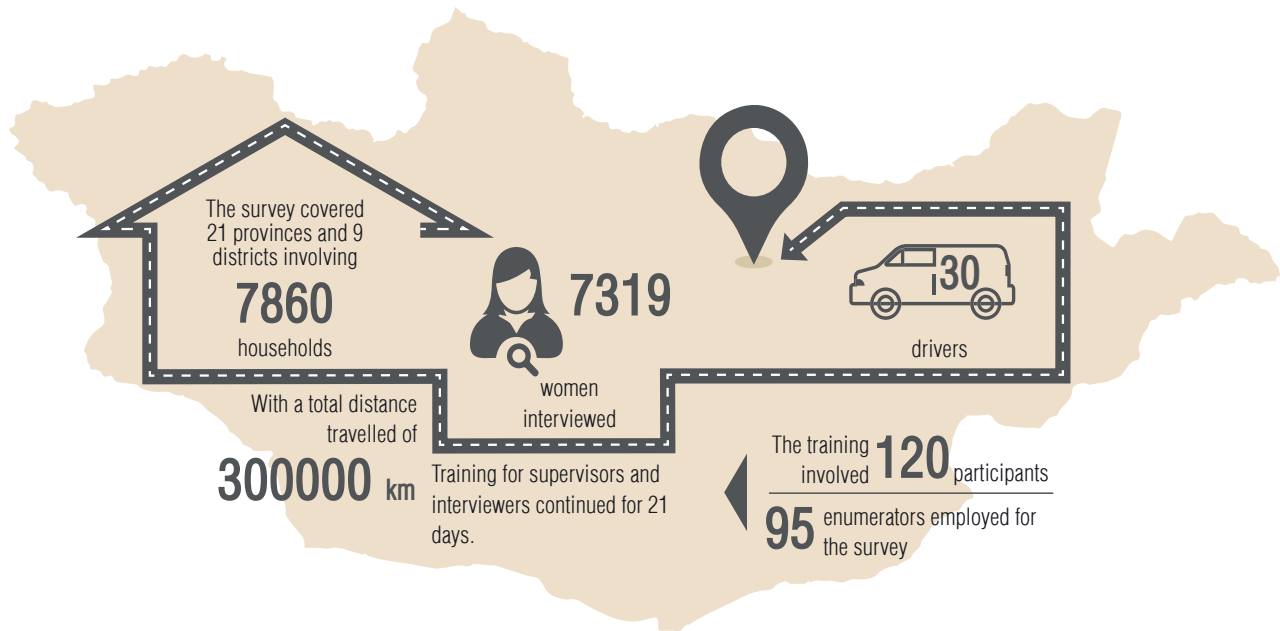 The survey covered
21 provinces and 9
districts involving
7860
households
7319
women
interviewed
30
drivers
With a total distance
travelled of
300000 km
Training for supervisors and
interviewers continued for 21
days.
The training
involved 120 participants
95 enumerators employed for
the survey